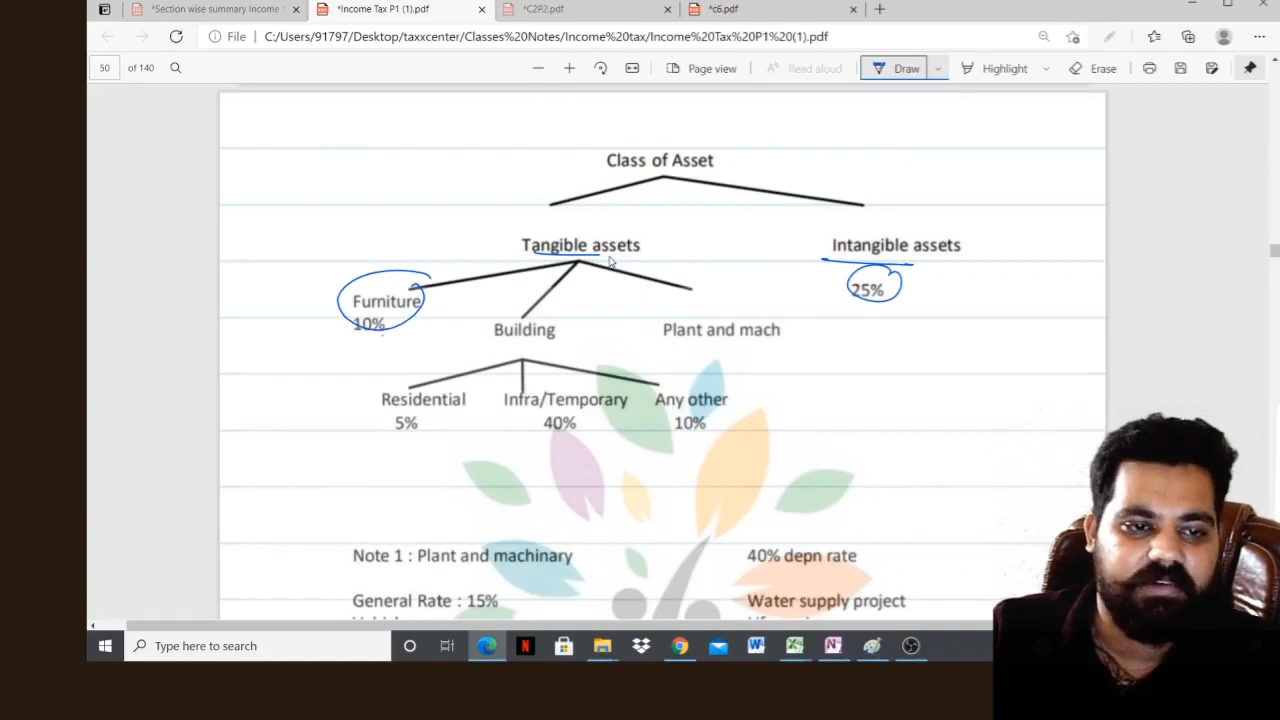 *Section wise summary Income
*Income Tax P1 (1).pdf
*C2P2.pdf
*c6.pdf
File
C:/Users/91797/Desktop/taxxcenter/Classes%20Notes/Income%20tax/Income%20Tax%20P1%20(1).pdf
50 of 140
Page view
Read aloud
Draw
Highlight
Erase
Class of Asset
Tangible assets
Intangible assets
25%
Furniture
10%
Building
Plant and mach
Residential
Infra/Temporary
Any other
5%
40%
10%
Note 1 : Plant and machinary
40% depn rate
General Rate : 15%
Water supply project
Type here to search